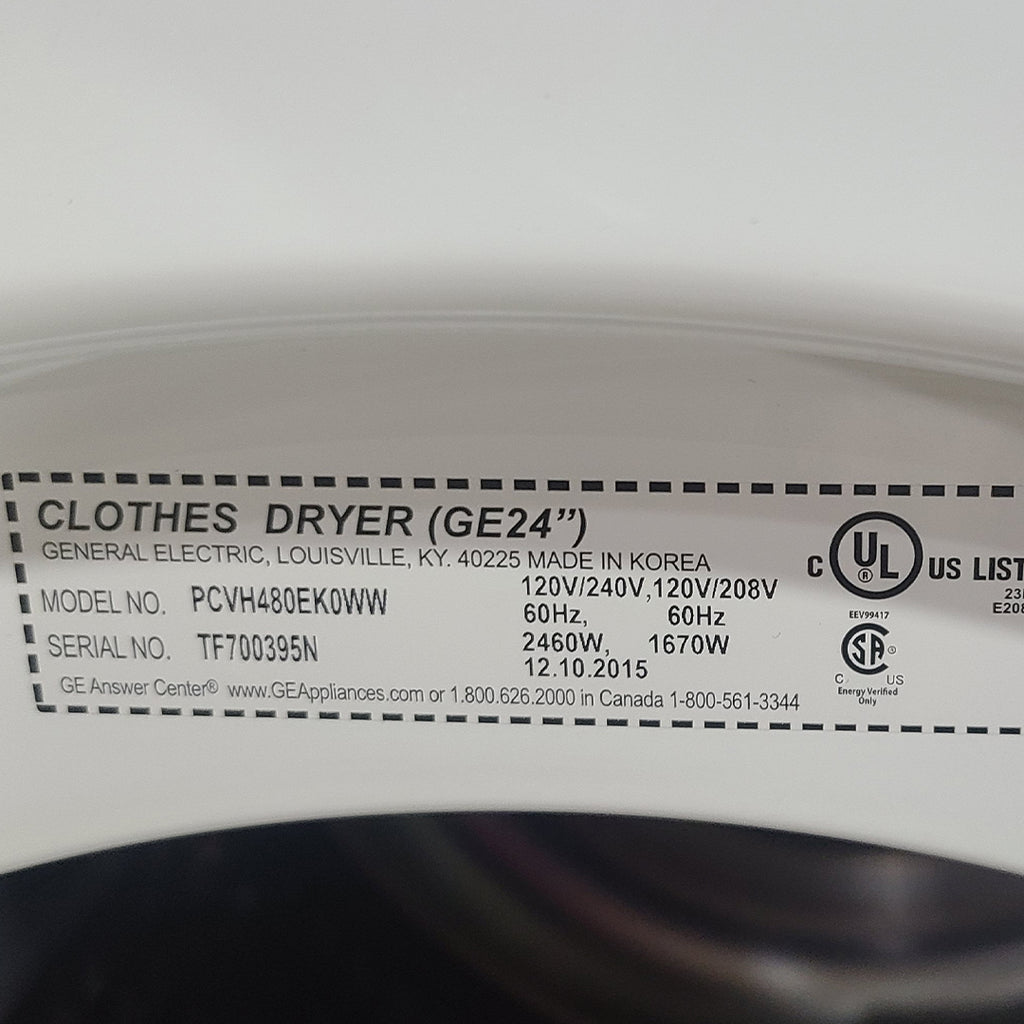 CLOTHES DRYER (GE24”)
GENERAL ELECTRIC, LOUISVILLE, KY. 40225 MADE IN KOREA
MODEL NO. PCVH480EK0WW
SERIAL NO. TF700395N
120V/240V,120V/208V
60Hz, 60Hz
2460W, 1670W
12.10.2015
GE Answer Center® www.GEAppliances.com or 1.800.626.2000 in Canada 1-800-561-3344
C UL ® US LIST
EEV99417
SA ®
C US
Energy Verified
Only